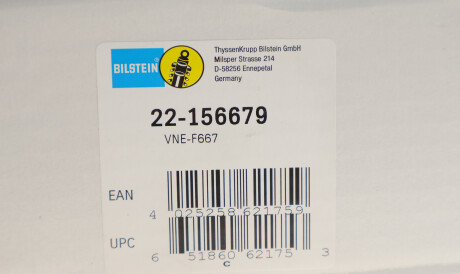 ThyssenKrupp Bilstein GmbH
Milsper Strasse 214
D-58256 Ennepetal
Germany
BILSTEIN
22-156679
VNE-F667
EAN
4 025258 621759
UPC
6 51860 62175 3
c